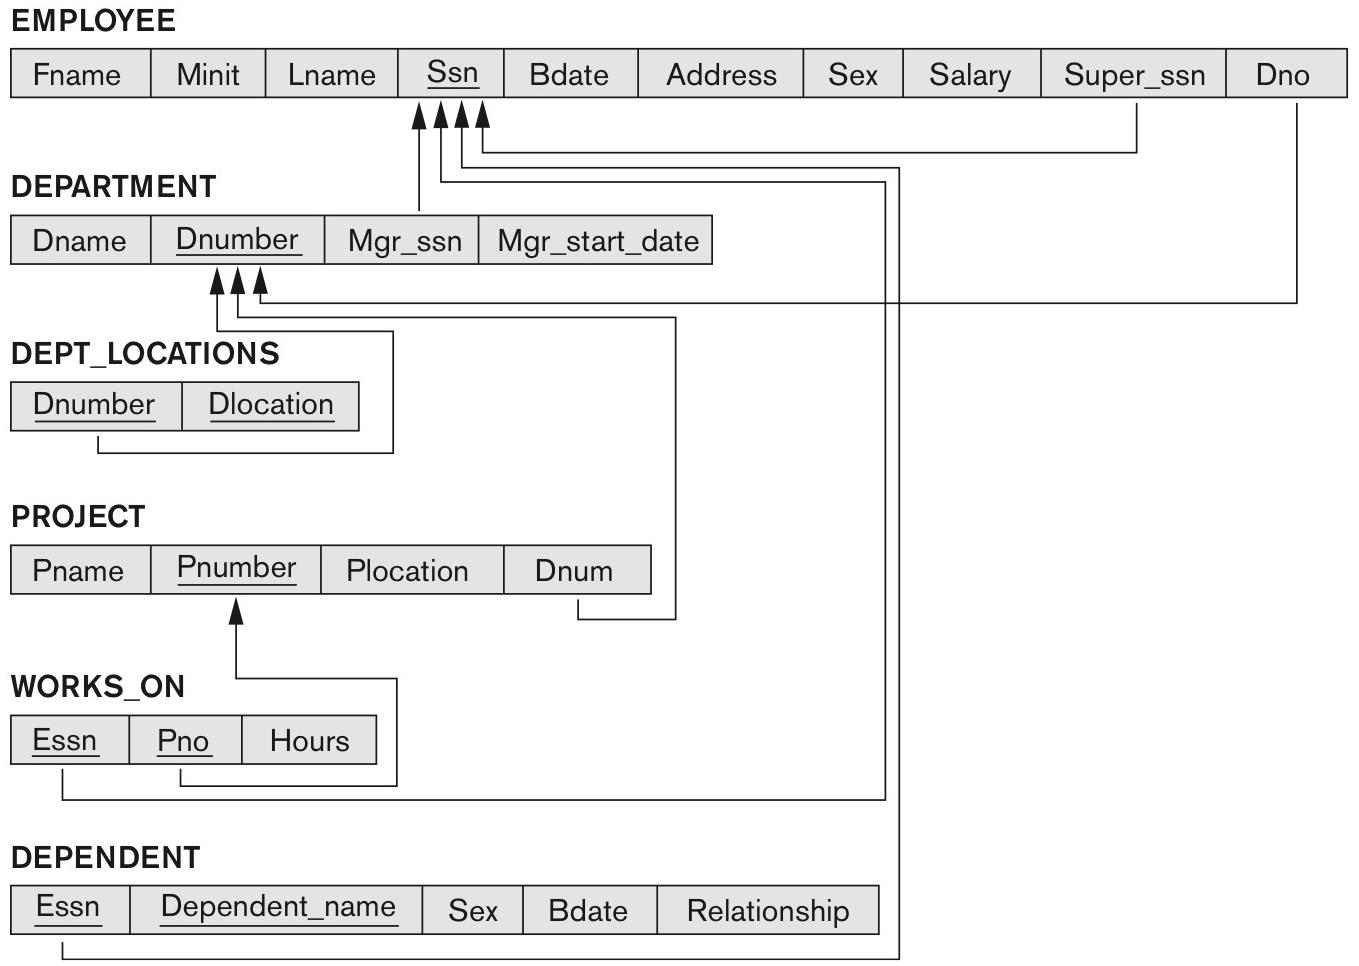 EMPLOYEE
Fname Minit Lname Ssn Bdate Address Sex Salary Super_ssn Dno
DEPARTMENT
Dname Dnumber Mgr_ssn Mgr_start_date
DEPT_LOCATIONS
Dnumber Dlocation
PROJECT
Pname Pnumber Plocation Dnum
WORKS_ON
Essn Pno Hours
DEPENDENT
Essn Dependent_name Sex Bdate Relationship